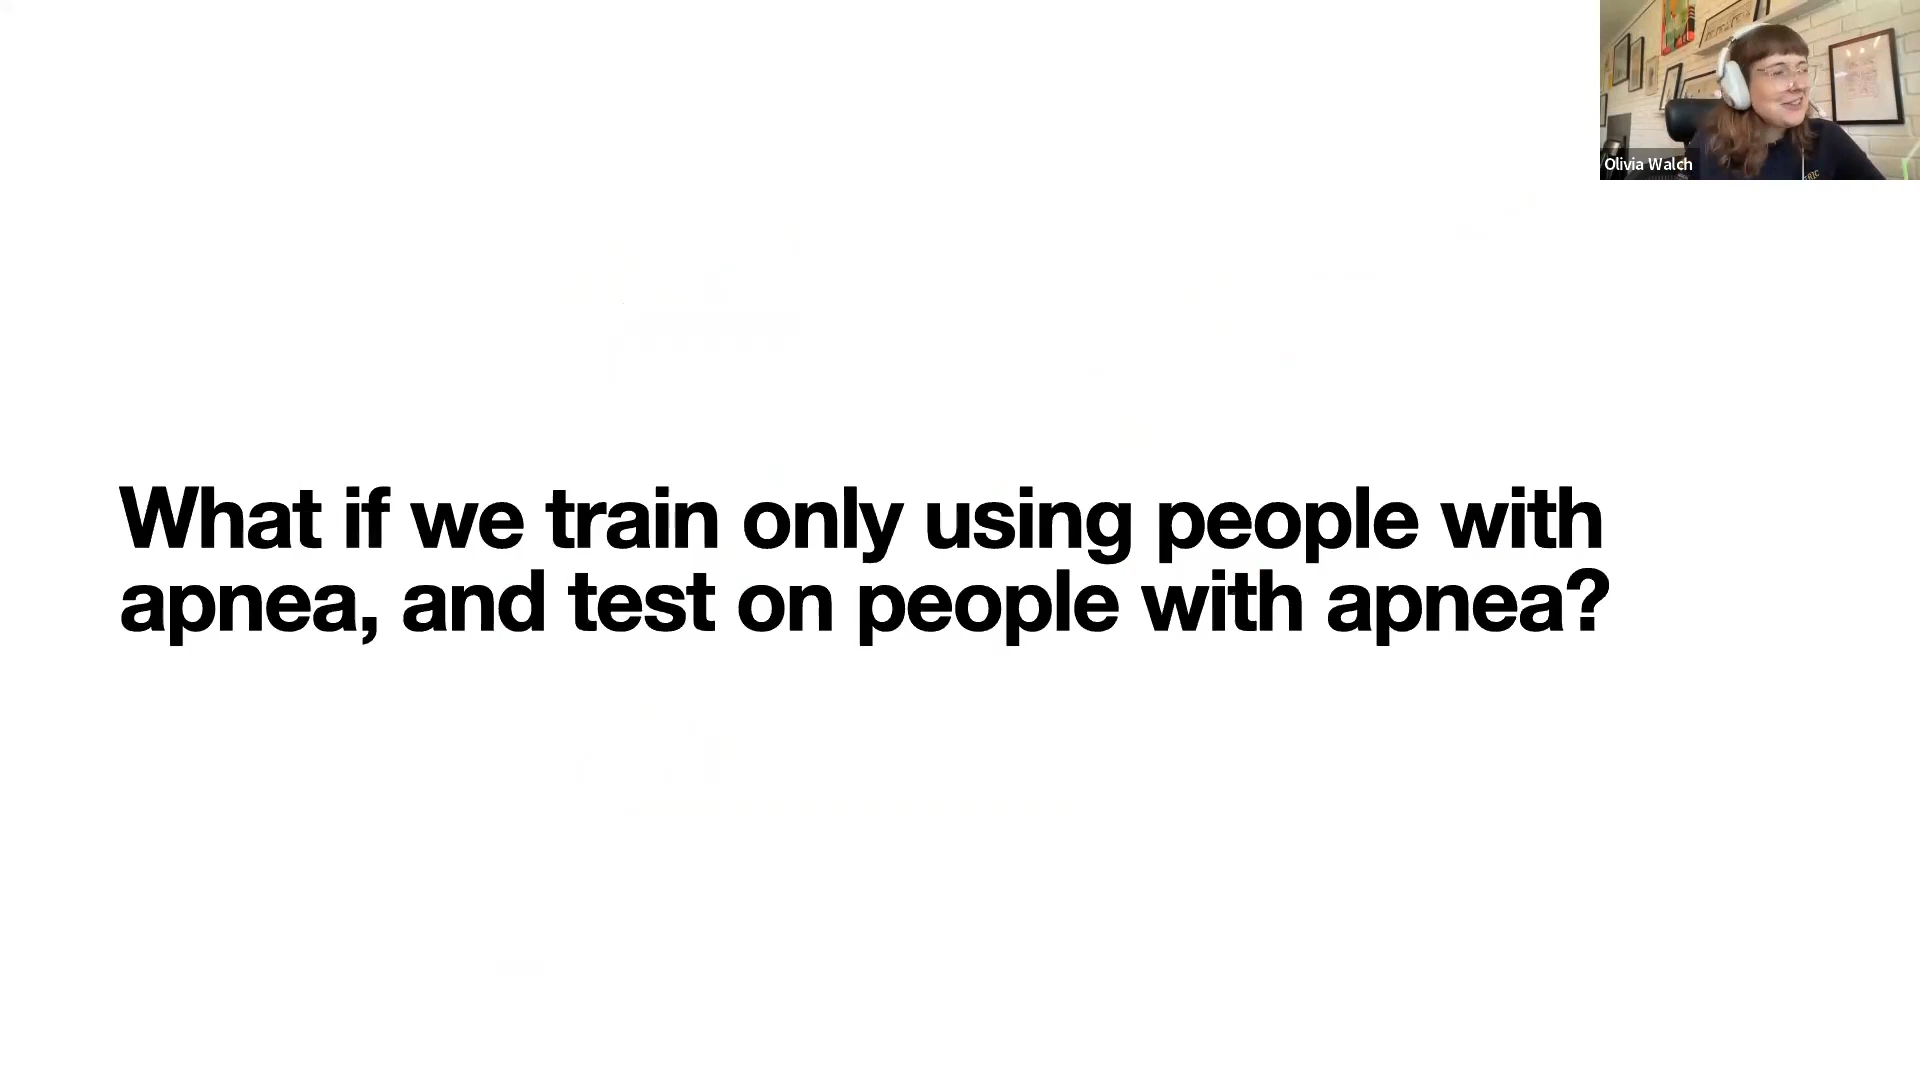 Olivia Walch
What if we train only using people with
apnea, and test on people with apnea?